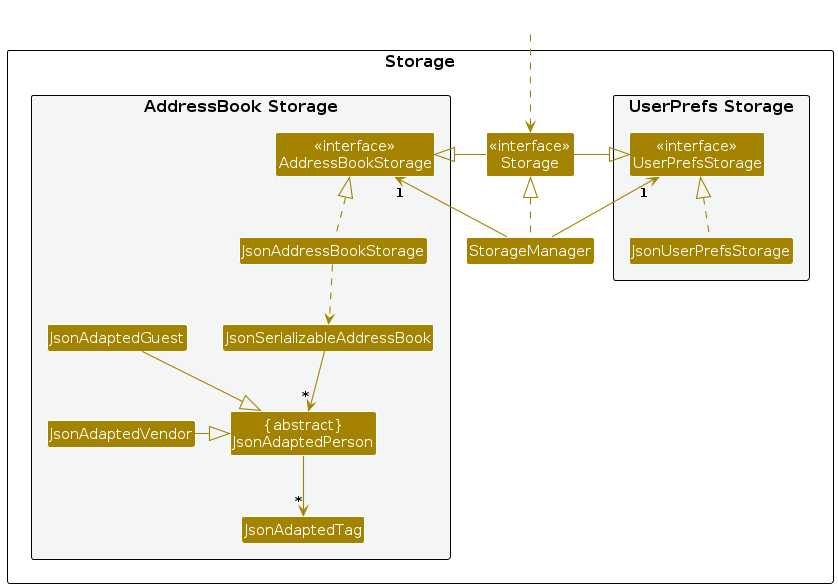 Storage
AddressBook Storage
UserPrefs Storage
«interface»
AddressBookStorage
«interface»
Storage
«interface»
UserPrefsStorage
1
1
JsonAddressBookStorage
StorageManager
JsonUserPrefsStorage
JsonAdaptedGuest
JsonSerializableAddressBook
*
{abstract}
JsonAdaptedPerson
JsonAdaptedVendor
*
JsonAdaptedTag